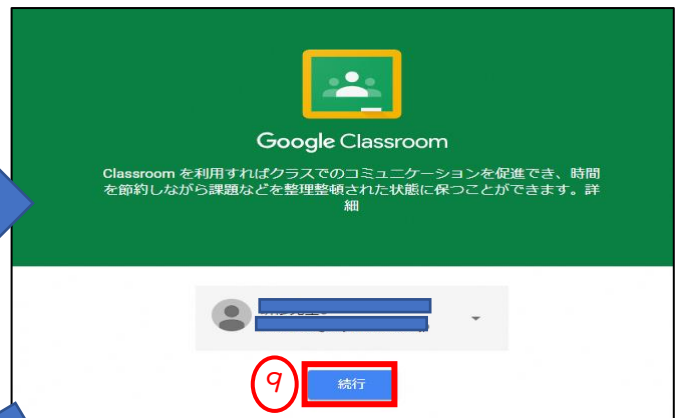 Google Classroom
Classroom を利用すればクラスでのコミュニケーションを促進でき、時間
を節約しながら課題などを整理整頓された状態に保つことができます。詳
細
9 続行